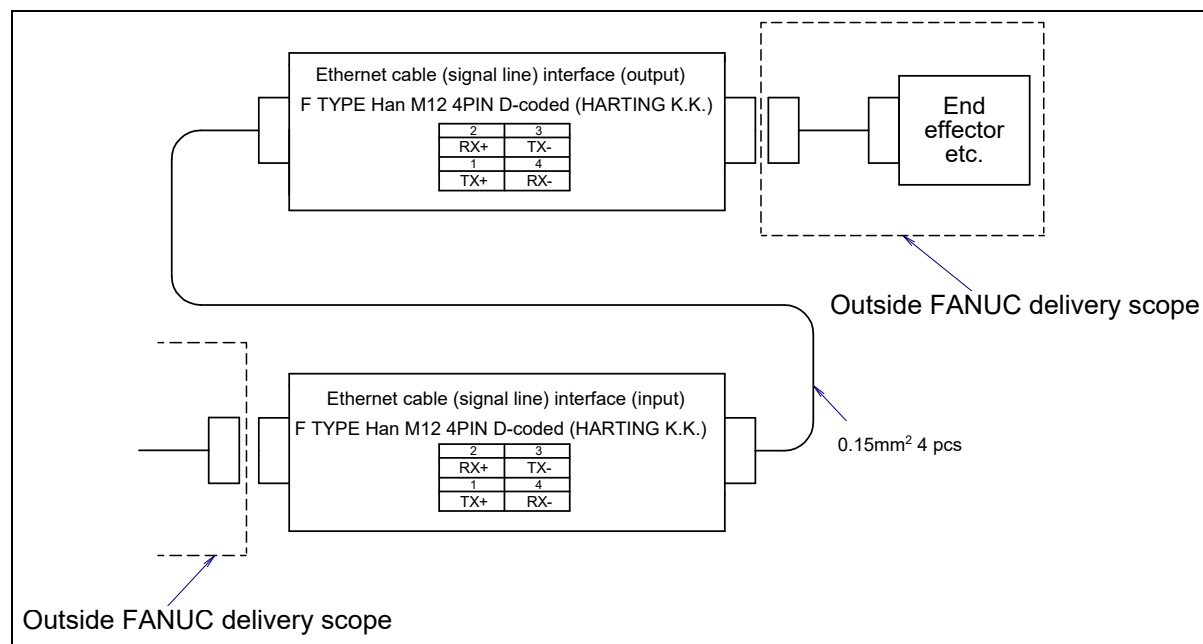 Ethernet cable (signal line) interface (output)
F TYPE Han M12 4PIN D-coded (HARTING K.K.)
2 3
RX+ TX-
1 4
TX+ RX-
End
effector
etc.
Outside FANUC delivery scope
Ethernet cable (signal line) interface (input)
F TYPE Han M12 4PIN D-coded (HARTING K.K.)
2 3
RX+ TX-
1 4
TX+ RX-
0.15mm² 4 pcs
Outside FANUC delivery scope